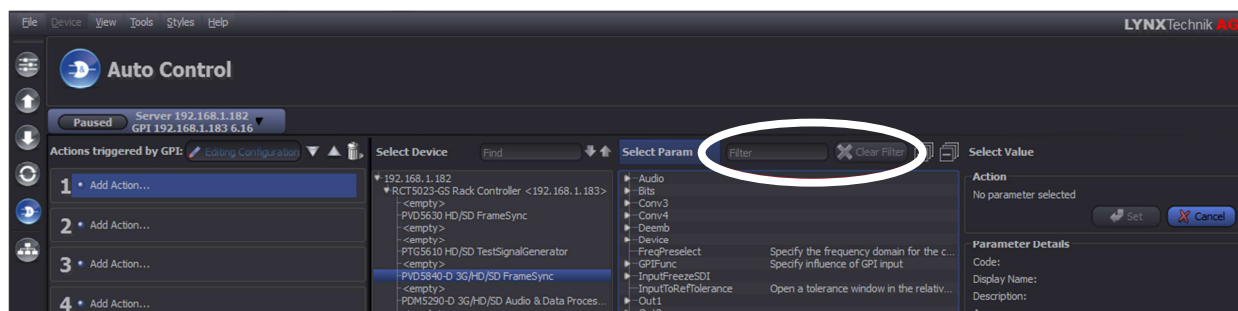 File Device View Tools Styles Help
LYNXTechnik AG
Auto Control
Paused
Server 192.168.1.182
GPI 192.168.1.183 6.16
Actions triggered by GPI: Editing Configuration
Select Device Find
Select Param Filter Clear Filter
Select Value
1 Add Action...
2 Add Action...
3 Add Action...
4 Add Action...
192.168.1.182
RCT5023-GS Rack Controller <192.168.1.183>
<empty>
PVD5630 HD/SD FrameSync
<empty>
<empty>
PTG5610 HD/SD TestSignalGenerator
<empty>
PVD5840-D 3G/HD/SD FrameSync
<empty>
PDM5290-D 3G/HD/SD Audio & Data Proces...
Audio
Bits
Conv3
Conv4
Deemb
Device
FreqPreselect Specify the frequency domain for the c...
GPIFunc Specify influence of GPI input
InputFreezeSDI
InputToRefTolerance Open a tolerance window in the relativ...
Out1
Action
No parameter selected
Set Cancel
Parameter Details
Code:
Display Name:
Description: